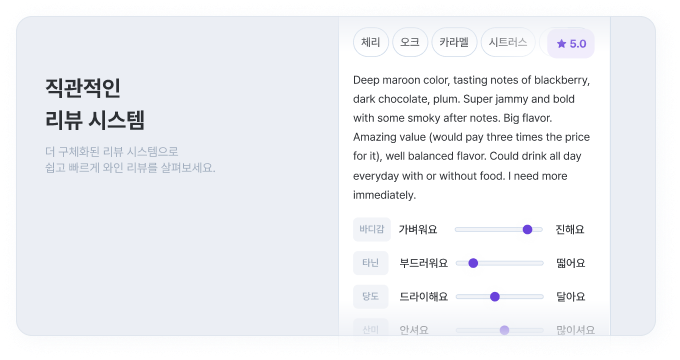 직관적인
리뷰 시스템
더 구체화된 리뷰 시스템으로
쉽고 빠르게 와인 리뷰를 살펴보세요.
체리 오크 카라멜 시트러스 5.0
Deep maroon color, tasting notes of blackberry,
dark chocolate, plum. Super jammy and bold
with some smoky after notes. Big flavor.
Amazing value (would pay three times the price
for it), well balanced flavor. Could drink all day
everyday with or without food. I need more
immediately.
바디감 가벼워요 진해요
타닌 부드러워요 떫어요
당도 드라이해요 달아요
산미 안셔요 많이셔요